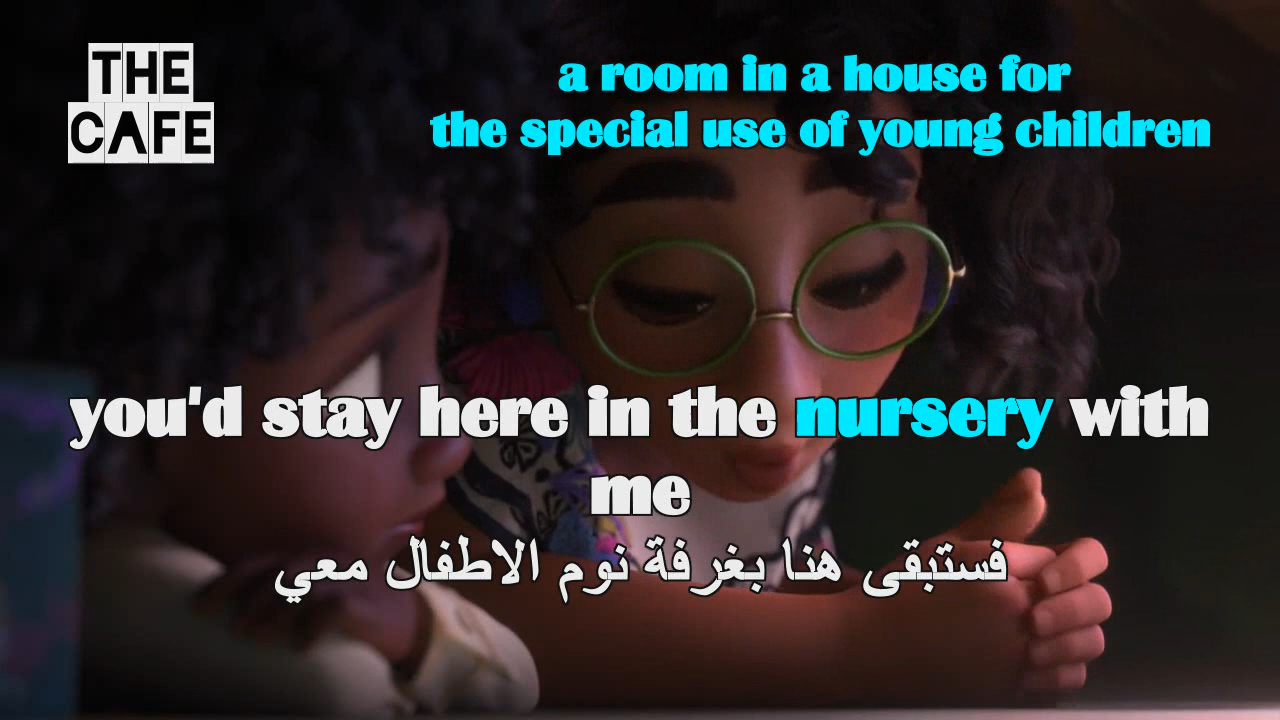 THE
CAFE
a room in a house for
the special use of young children
you'd stay here in the nursery with
me
فستبقى هنا بغرفة نوم الاطفال معي